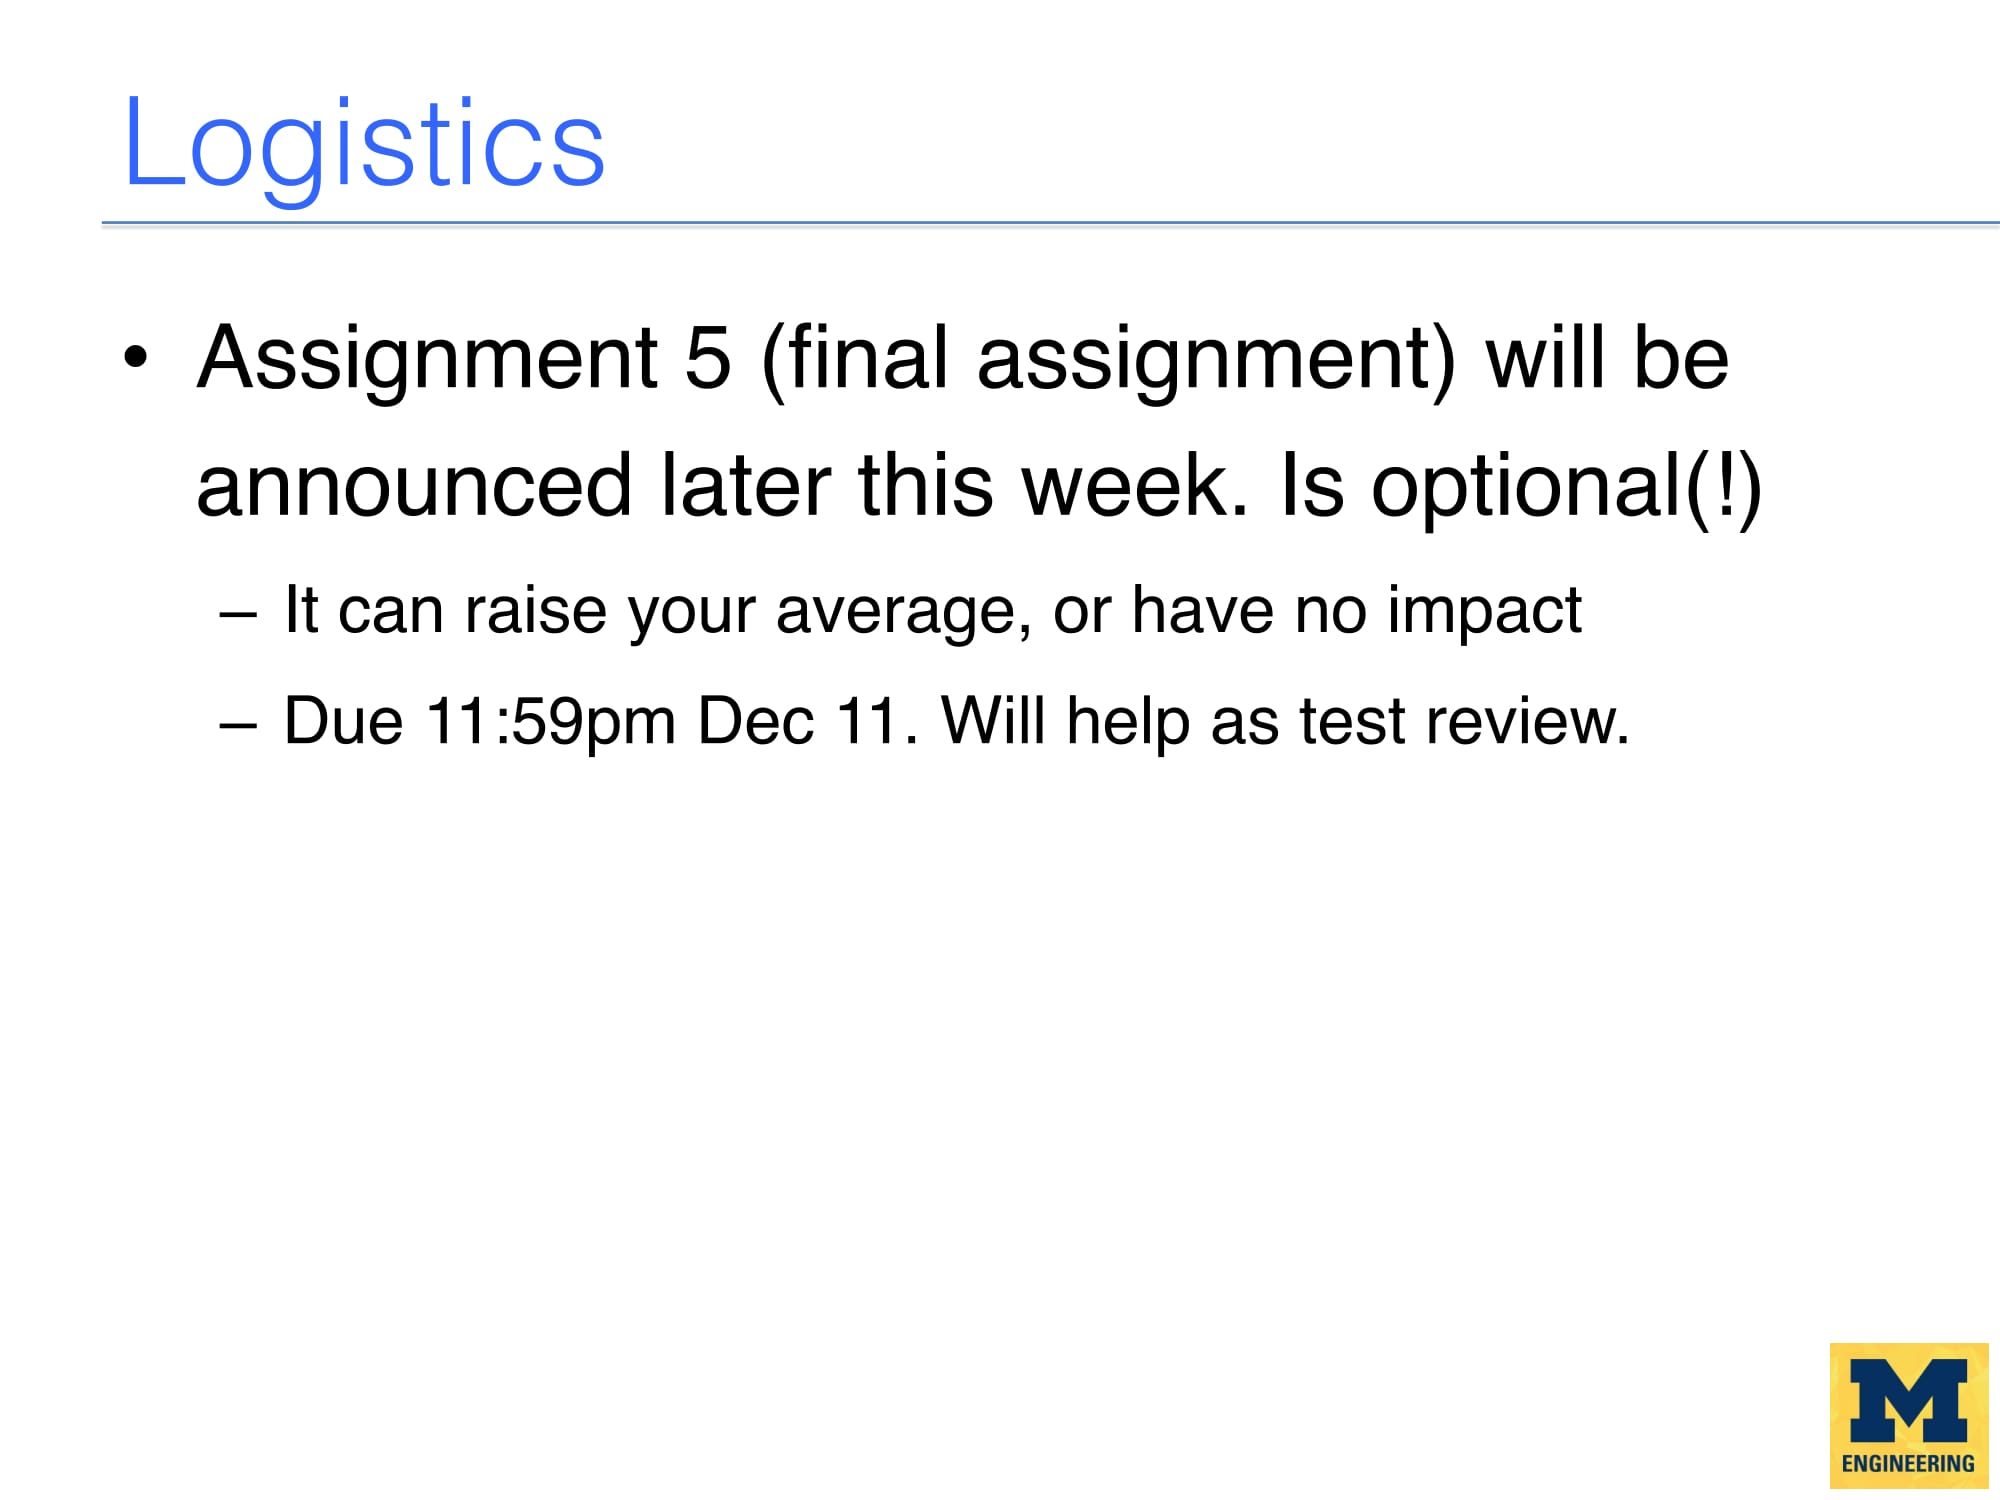 Logistics
• Assignment 5 (final assignment) will be
announced later this week. Is optional(!)
– It can raise your average, or have no impact
– Due 11:59pm Dec 11. Will help as test review.
M
ENGINEERING